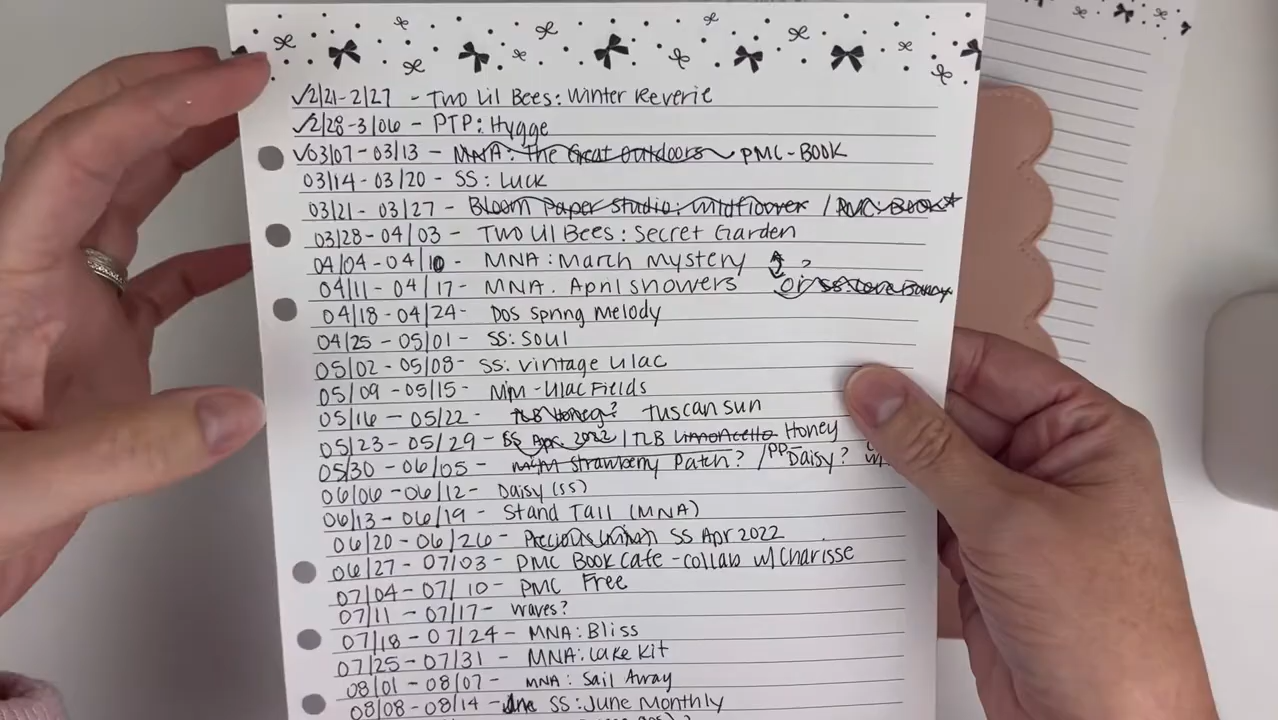 ✓2/21-2/27 - Two Lil Bees: Winter Reverie
✓2/28-3/06 - PTP: Hygge
✓03/07-03/13 - MNA: The Great Outdoors PMC-BOOK
03/14-03/20 - SS: Luck
03/21-03/27 - Bloom Paper Studio: Wildflower / PMC: BOOK*
03/28-04/03 - Two Lil Bees: Secret Garden
04/04-04/10- MNA: March Mystery ?
04/11-04/17- MNA. April Showers or SS: Love
04/18-04/24- DOS Spring Melody
04/25-05/01- SS: Soul
05/02-05/08- SS: Vintage Lilac
05/09-05/15- MM-Lilac Fields
05/16-05/22- TLB Honey? Tuscan Sun
05/23-05/29- SS Apr 2022 / TLB Limoncello Honey
05/30-06/05- Strawberry Patch? / PP- Daisy?
06/06-06/12- Daisy (SS)
06/13-06/19- Stand Tall (MNA)
06/20-06/26- SS Apr 2022
06/27-07/03- PMC Book Cafe-collab w/Charisse
07/04-07/10- PMC Free
07/11-07/17- Waves?
07/18-07/24- MNA: Bliss
07/25-07/31- MNA: Lake Kit
08/01-08/07- MNA: Sail Away
08/08-08/14- SS: June Monthly